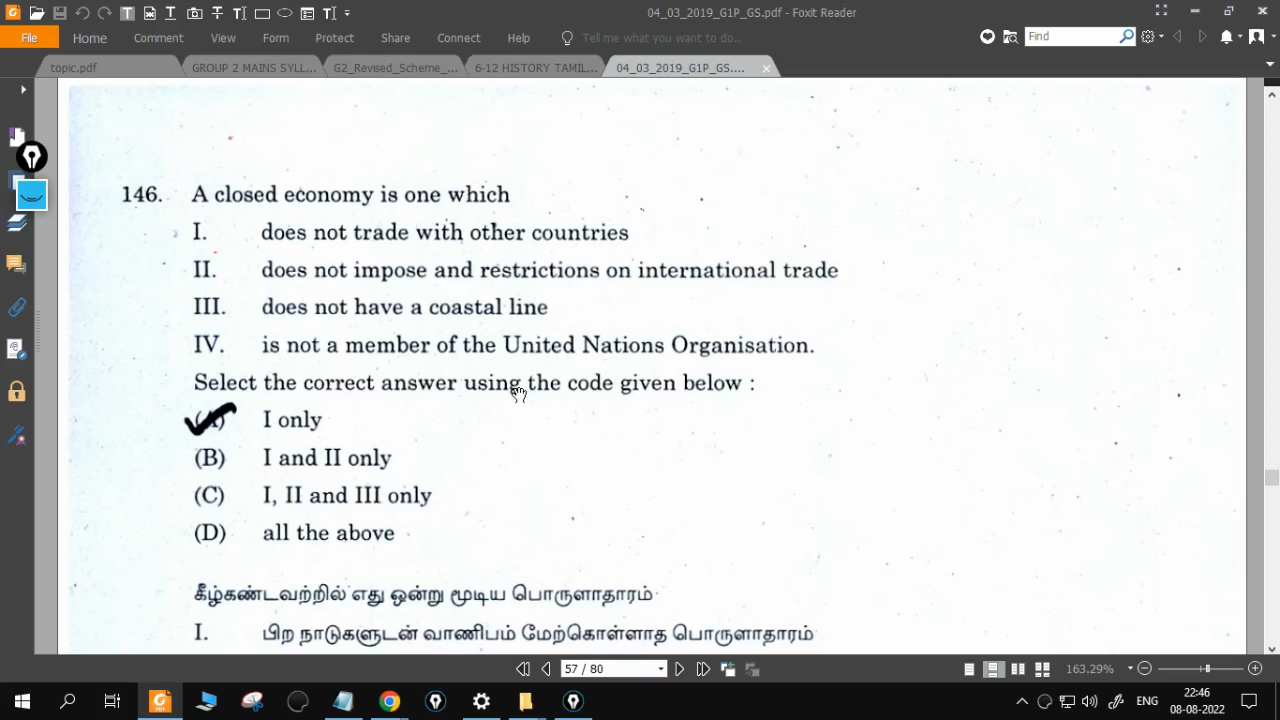 04_03_2019_G1P_GS.pdf - Foxit Reader
File Home Comment View Form Protect Share Connect Help Tell me what you want to do.. Find
topic.pdf GROUP 2 MAINS SYLL... G2_Revised_Scheme_... 6-12 HISTORY TAMIL... 04_03_2019_G1P_GS....
146. A closed economy is one which
I. does not trade with other countries
II. does not impose and restrictions on international trade
III. does not have a coastal line
IV. is not a member of the United Nations Organisation.
Select the correct answer using the code given below :
(A) I only
(B) I and II only
(C) I, II and III only
(D) all the above
கீழ்கண்டவற்றில் எது ஒன்று மூடிய பொருளாதாரம்
I. பிற நாடுகளுடன் வாணிபம் மேற்கொள்ளாத பொருளாதாரம்
57 / 80 163.29%
ENG 22:46
08-08-2022